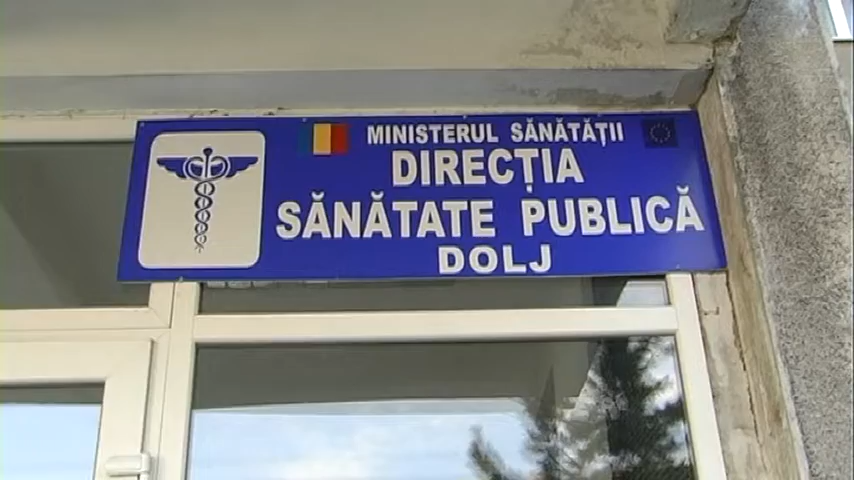 MINISTERUL SĂNĂTĂȚII
DIRECȚIA
SĂNĂTATE PUBLICĂ
DOLJ